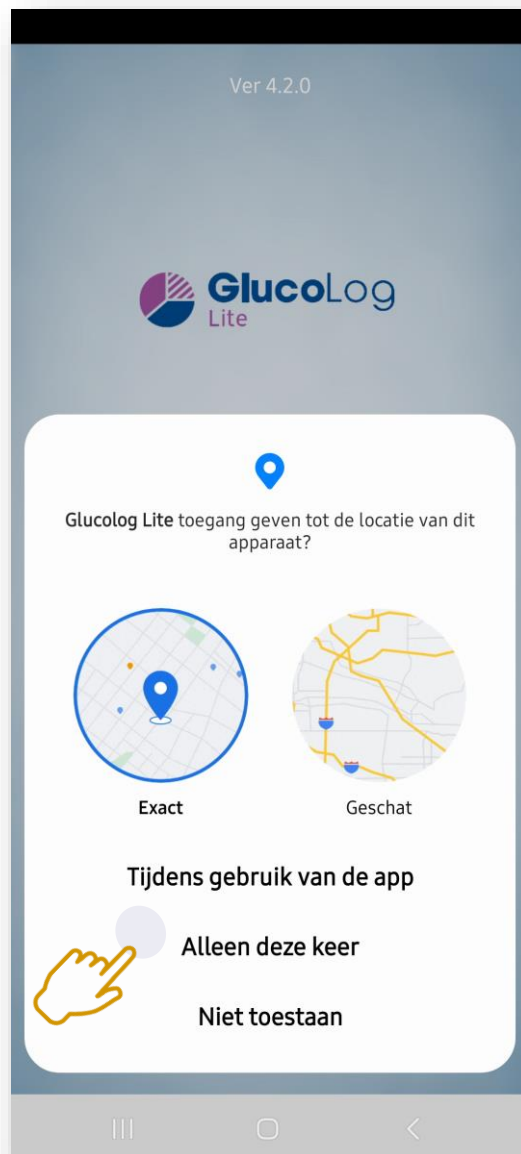 Ver 4.2.0
GlucoLog
Lite
Glucolog Lite toegang geven tot de locatie van dit
apparaat?
Exact
Geschat
Tijdens gebruik van de app
Alleen deze keer
Niet toestaan